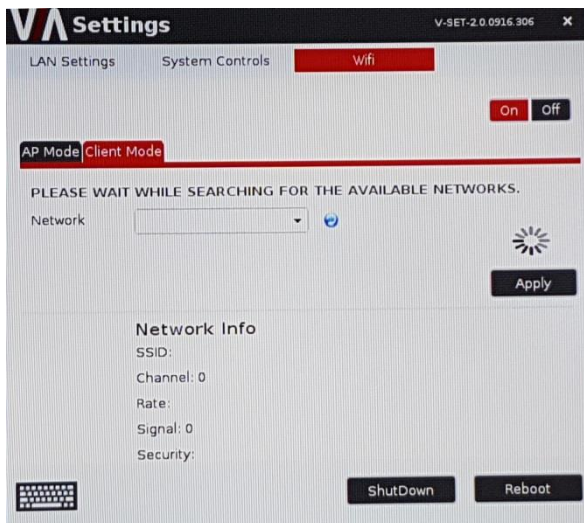 VIA Settings V-SET-2.0.0916.306 X
LAN Settings System Controls Wifi
On Off
AP Mode Client Mode
PLEASE WAIT WHILE SEARCHING FOR THE AVAILABLE NETWORKS.
Network
Apply
Network Info
SSID:
Channel: 0
Rate:
Signal: 0
Security:
ShutDown Reboot